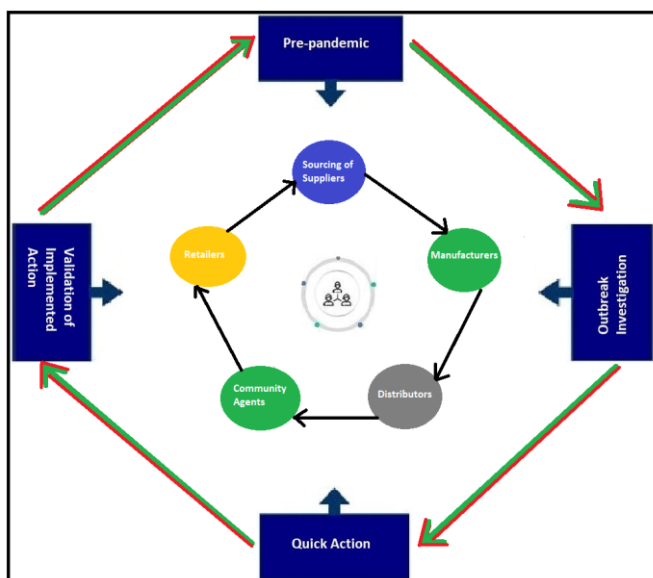 Pre-pandemic
Sourcing of
Suppliers
Retailers
Manufacturers
Validation of
Implemented
Action
Outbreak
Investigation
Community
Agents
Distributors
Quick Action